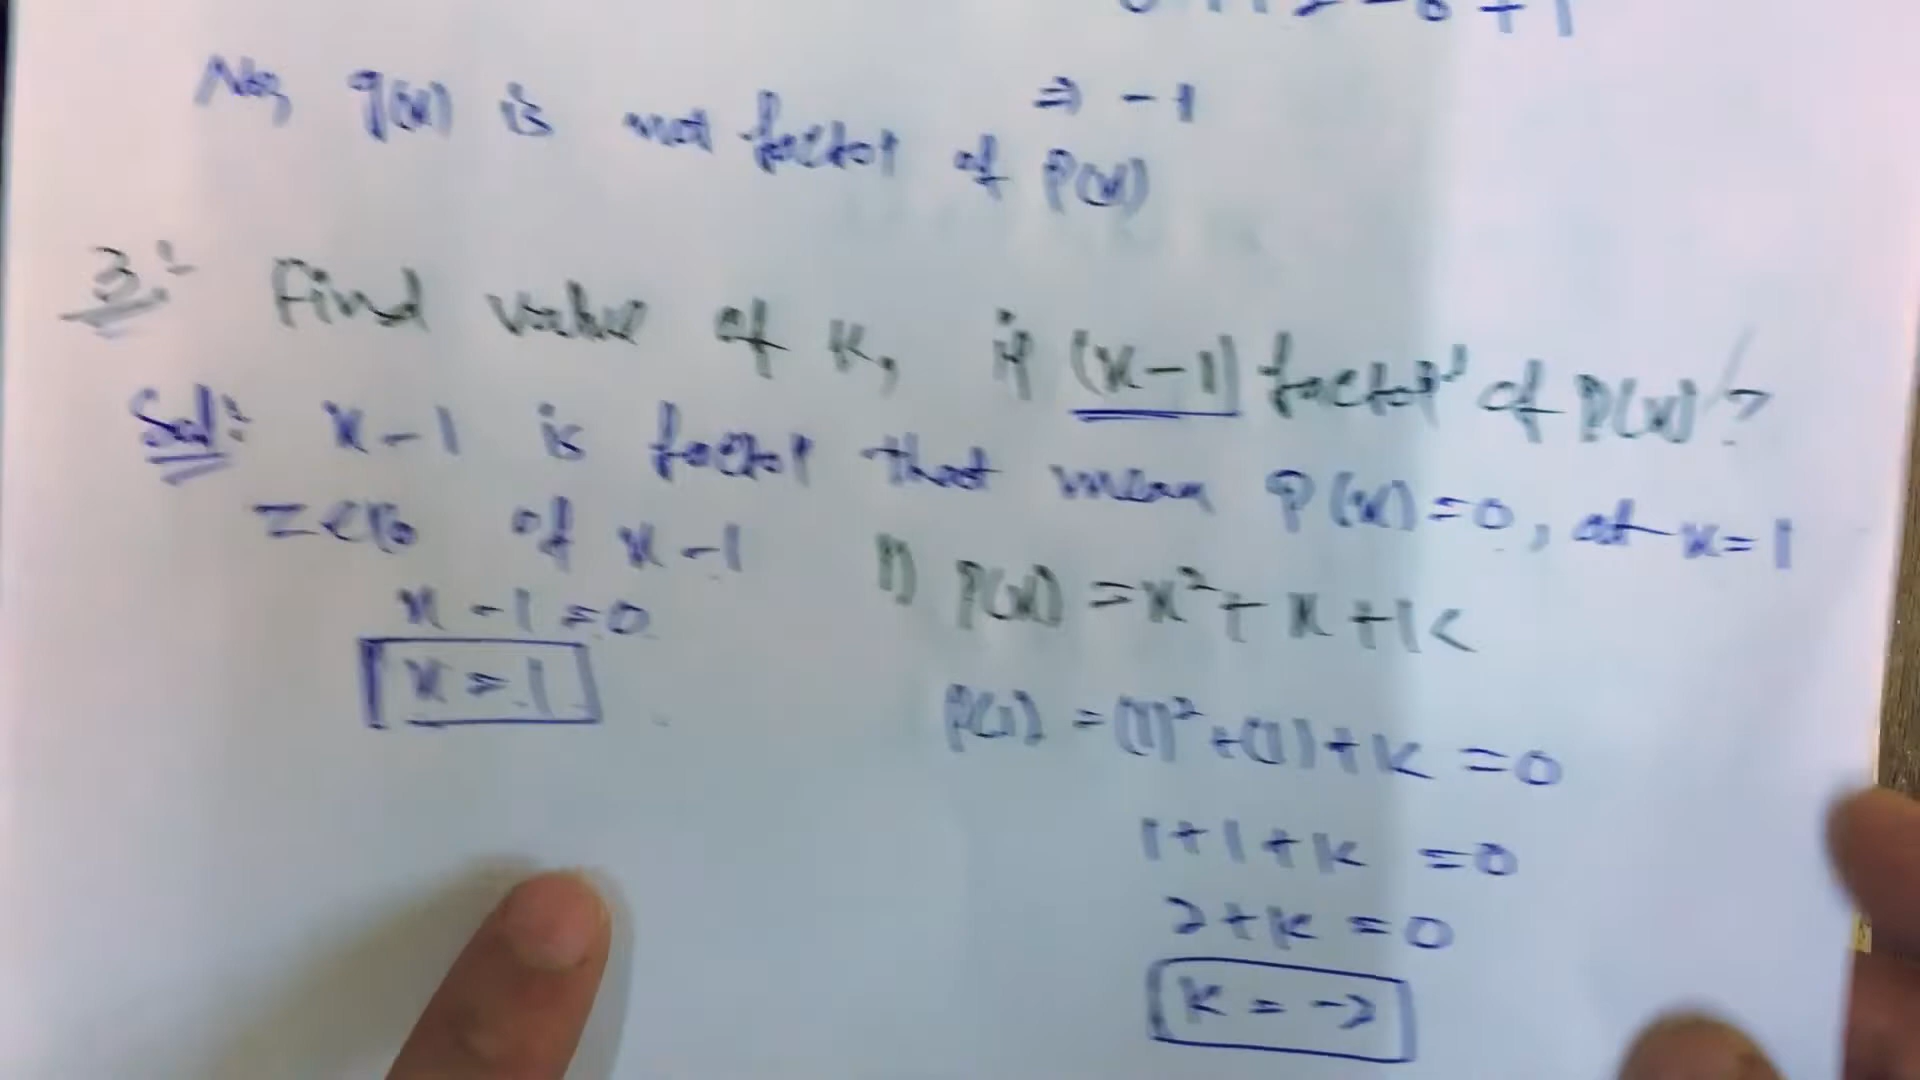 No, g(x) is not factor of P(x)
⇒ -1
3:- Find value of K, if (x-1) factor of P(x)?
Sol: x-1 is factor that mean P(x)=0, at x=1
zero of x-1
x-1=0
x=1
1) P(x) = x²+x+k
P(1) = (1)²+(1)+k =0
1+1+k =0
2+k =0
k = -2